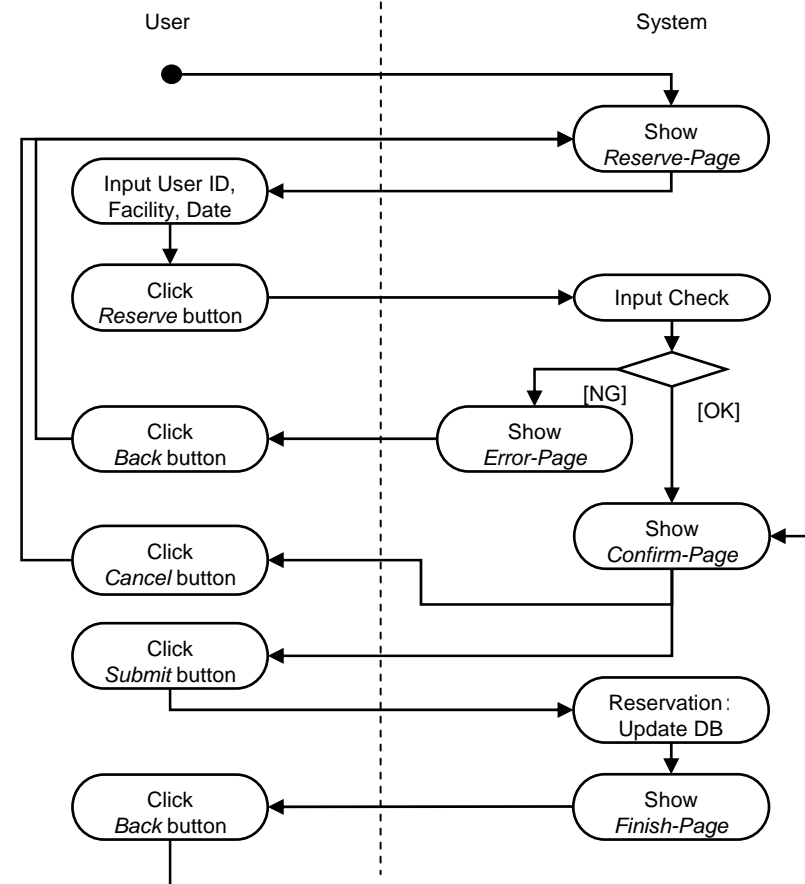 User
System
Show
Reserve-Page
Input User ID,
Facility, Date
Click
Reserve button
Input Check
[NG]
[OK]
Click
Back button
Show
Error-Page
Show
Confirm-Page
Click
Cancel button
Click
Submit button
Reservation:
Update DB
Click
Back button
Show
Finish-Page